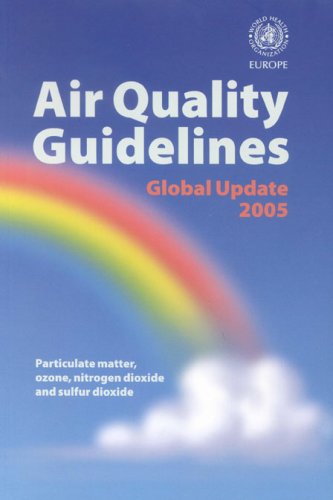 WORLD HEALTH ORGANIZATION
EUROPE
Air Quality
Guidelines
Global Update
2005
Particulate matter,
ozone, nitrogen dioxide
and sulfur dioxide